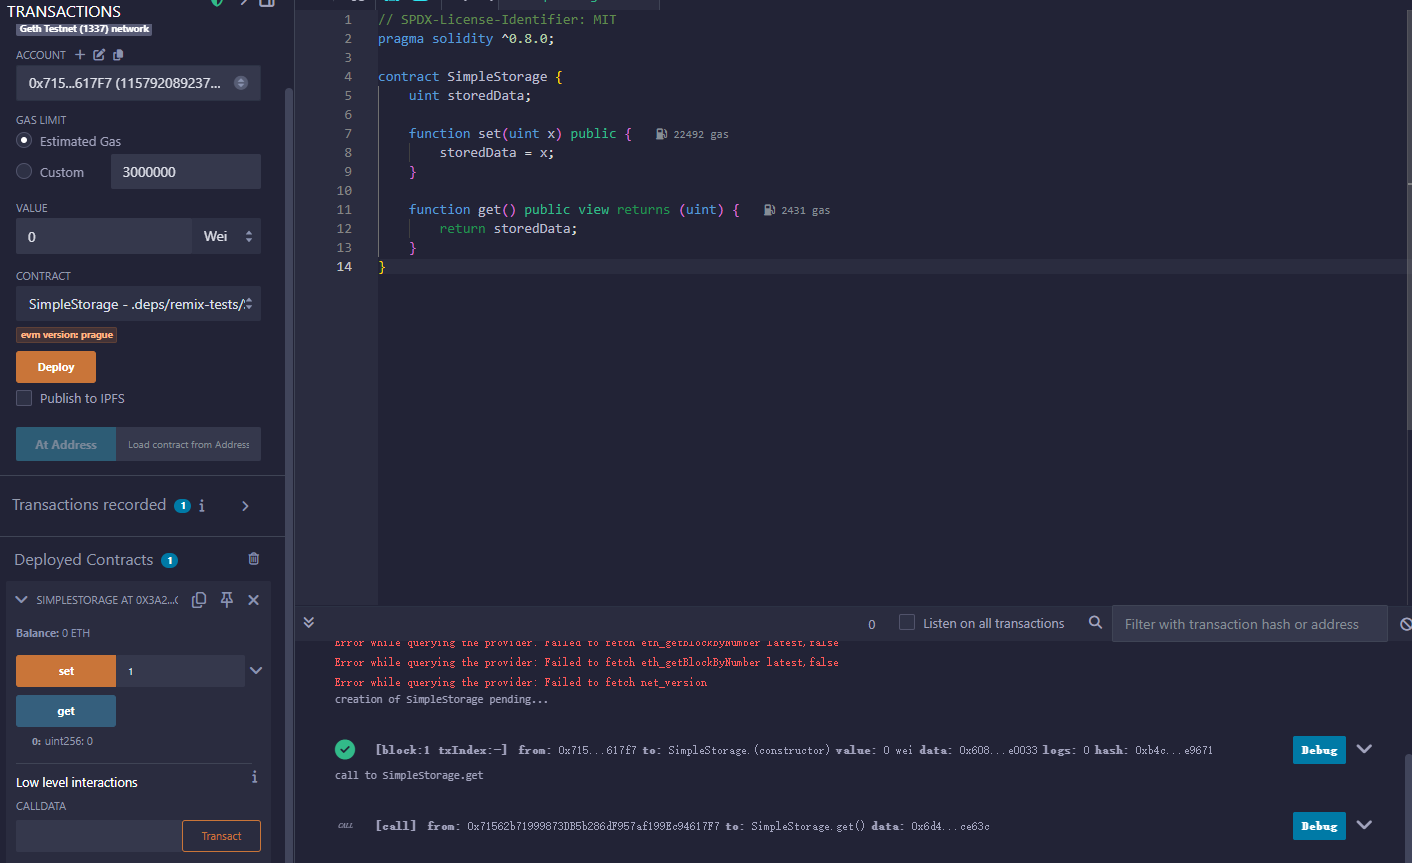 TRANSACTIONS
Geth Testnet (1337) network
ACCOUNT
0x715...617F7 (115792089237...
GAS LIMIT
Estimated Gas
Custom
3000000
VALUE
0
Wei
CONTRACT
SimpleStorage - .deps/remix-tests/
evm version: prague
Deploy
Publish to IPFS
At Address
Load contract from Address
Transactions recorded 1 i
Deployed Contracts 1
SIMPLESTORAGE AT 0X3A2...
Balance: 0 ETH
set
1
get
0: uint256: 0
Low level interactions i
CALLDATA
Transact
1 // SPDX-License-Identifier: MIT
2 pragma solidity ^0.8.0;
3
4 contract SimpleStorage {
5 uint storedData;
6
7 function set(uint x) public { 22492 gas
8 storedData = x;
9 }
10
11 function get() public view returns (uint) { 2431 gas
12 return storedData;
13 }
14 }
0
Listen on all transactions
Filter with transaction hash or address
Error while querying the provider: Failed to fetch eth_getBlockByNumber latest,false
Error while querying the provider: Failed to fetch eth_getBlockByNumber latest,false
Error while querying the provider: Failed to fetch net_version
creation of SimpleStorage pending...
[block:1 txIndex:-] from: 0x715...617f7 to: SimpleStorage.(constructor) value: 0 wei data: 0x608...e0033 logs: 0 hash: 0xb4c...e9671
Debug
call to SimpleStorage.get
CALL
[call] from: 0x71562b71999873DB5b286dF957af199Ec94617F7 to: SimpleStorage.get() data: 0x6d4...ce63c
Debug